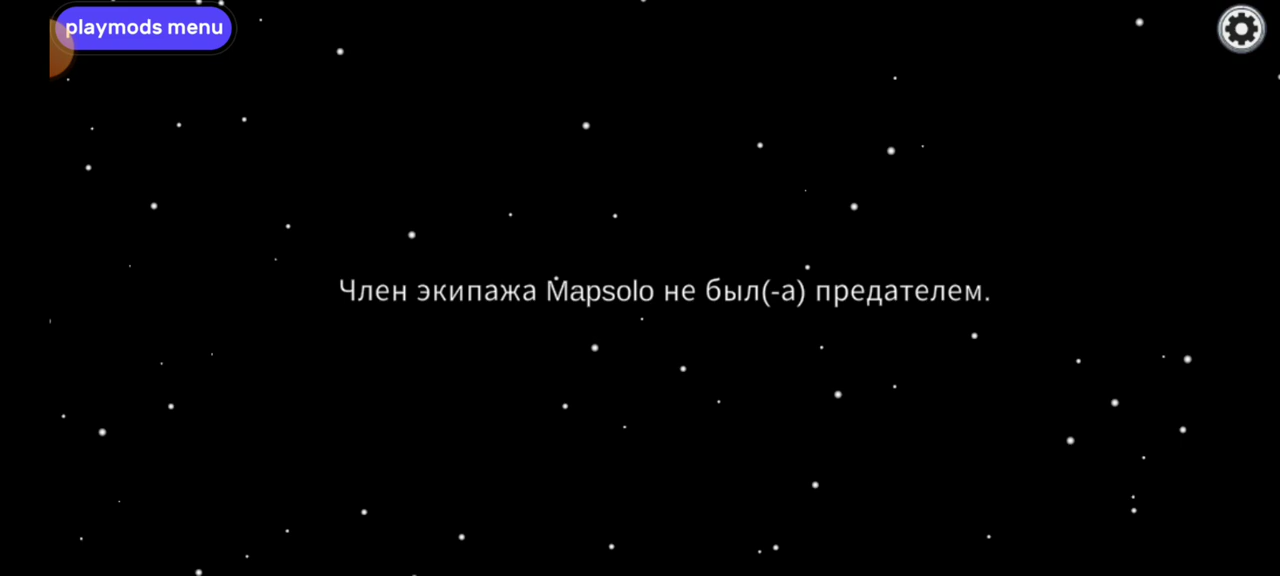 playmods menu
Член экипажа Mapsolo не был(-а) предателем.